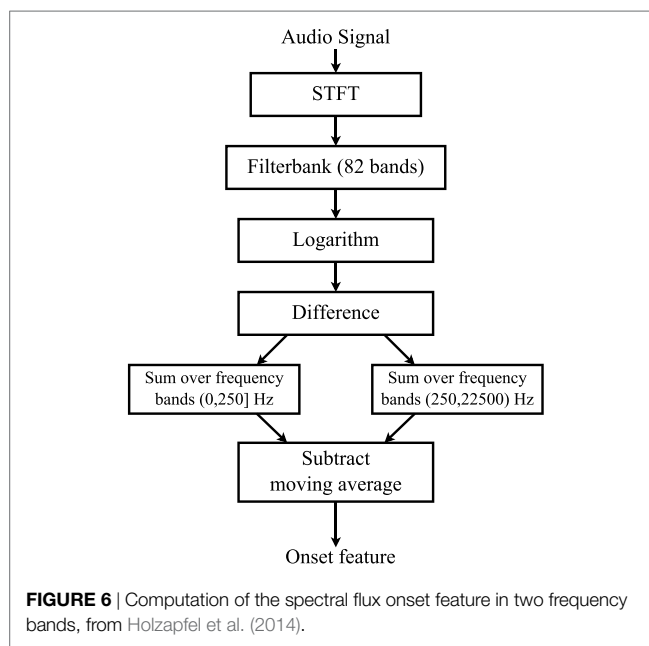 Audio Signal
STFT
Filterbank (82 bands)
Logarithm
Difference
Sum over frequency
bands (0,250] Hz
Sum over frequency
bands (250,22500) Hz
Subtract
moving average
Onset feature
FIGURE 6 | Computation of the spectral flux onset feature in two frequency
bands, from Holzapfel et al. (2014).